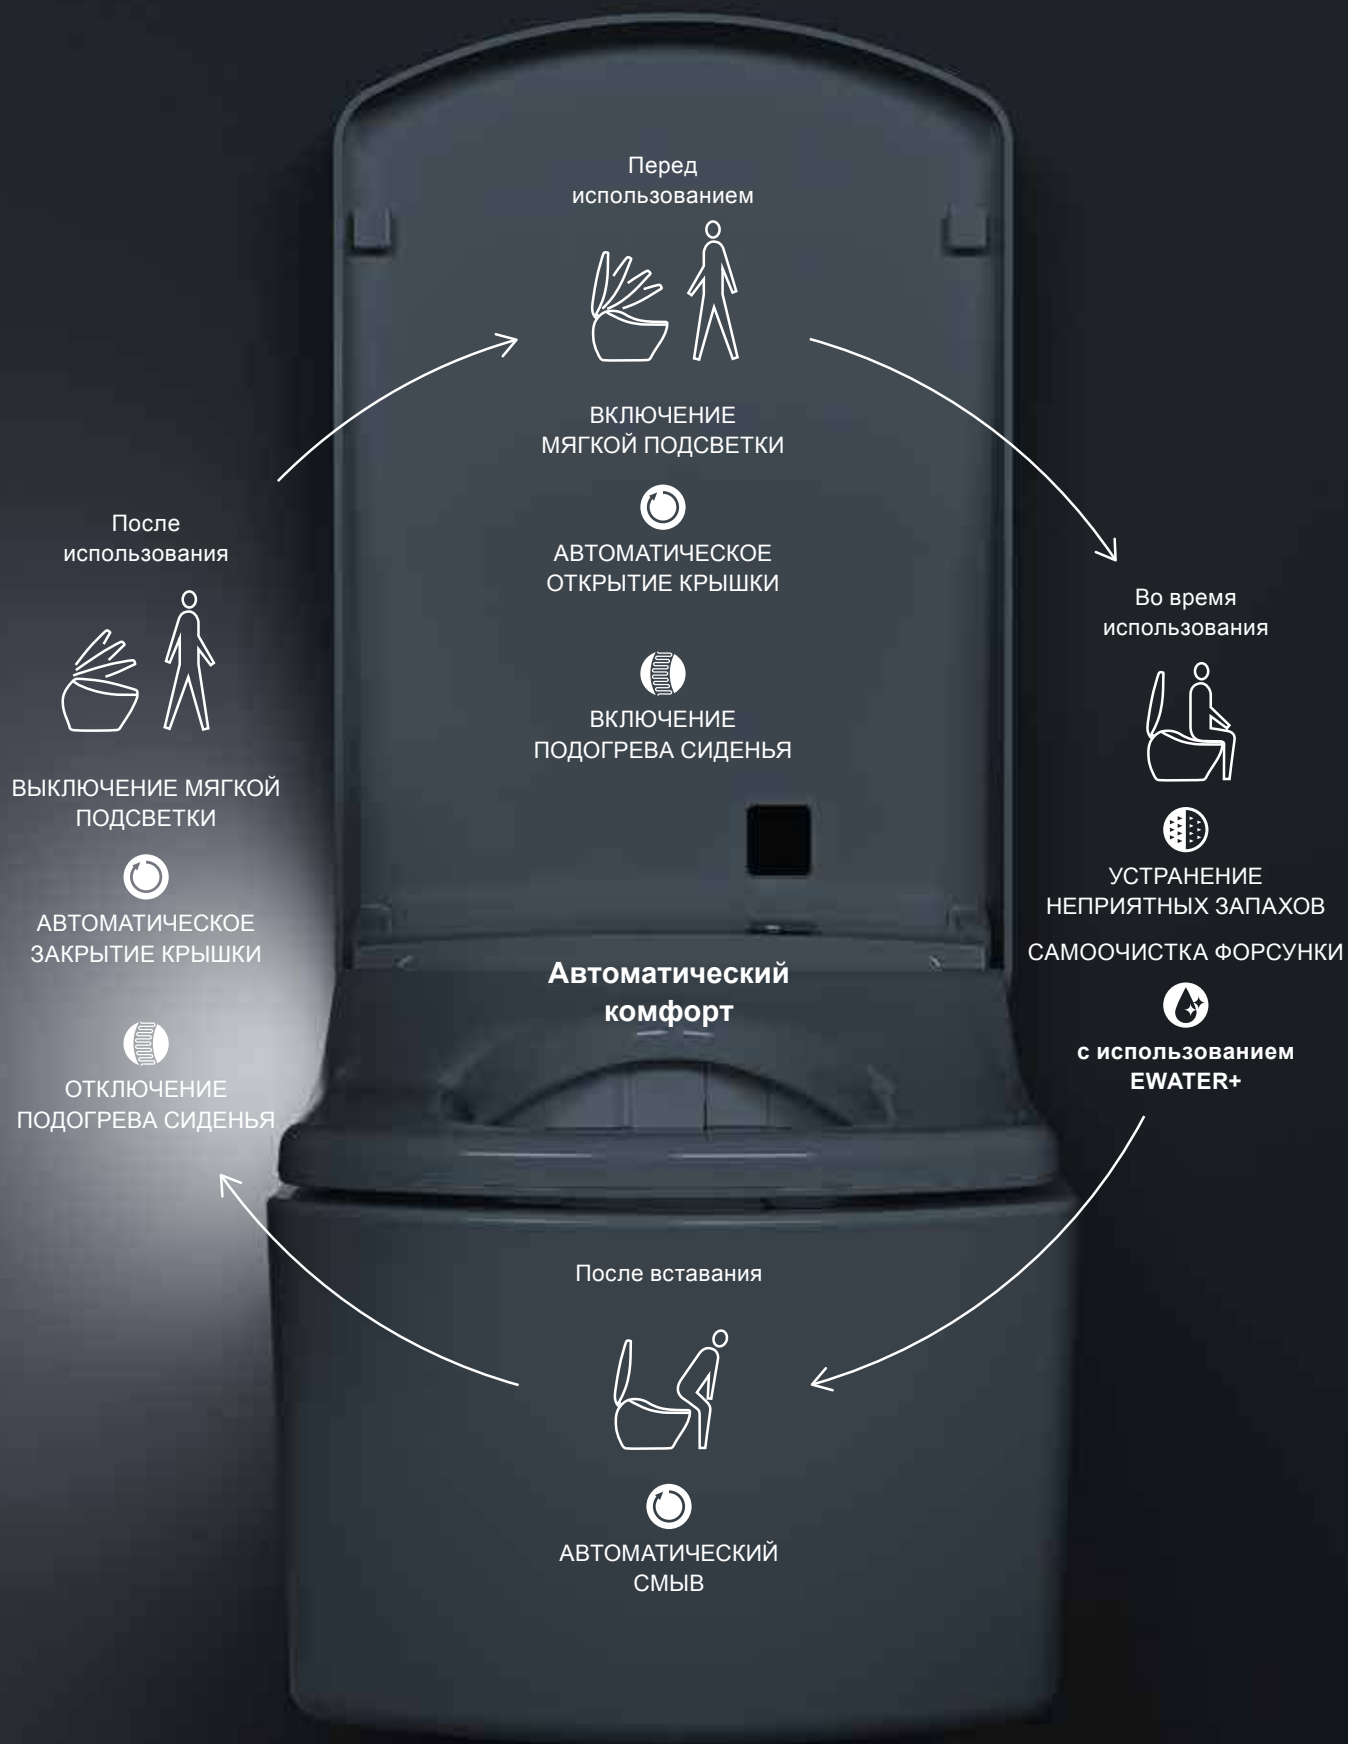 Перед
использованием
ВКЛЮЧЕНИЕ
МЯГКОЙ ПОДСВЕТКИ
АВТОМАТИЧЕСКОЕ
ОТКРЫТИЕ КРЫШКИ
ВКЛЮЧЕНИЕ
ПОДОГРЕВА СИДЕНЬЯ
Во время
использования
УСТРАНЕНИЕ
НЕПРИЯТНЫХ ЗАПАХОВ
САМООЧИСТКА ФОРСУНКИ
с использованием
EWATER+
После вставания
АВТОМАТИЧЕСКИЙ
СМЫВ
После
использования
ВЫКЛЮЧЕНИЕ МЯГКОЙ
ПОДСВЕТКИ
АВТОМАТИЧЕСКОЕ
ЗАКРЫТИЕ КРЫШКИ
ОТКЛЮЧЕНИЕ
ПОДОГРЕВА СИДЕНЬЯ
Автоматический
комфорт